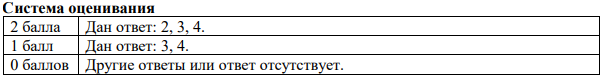 Система оценивания
2 балла Дан ответ: 2, 3, 4.
1 балл Дан ответ: 3, 4.
0 баллов Другие ответы или ответ отсутствует.